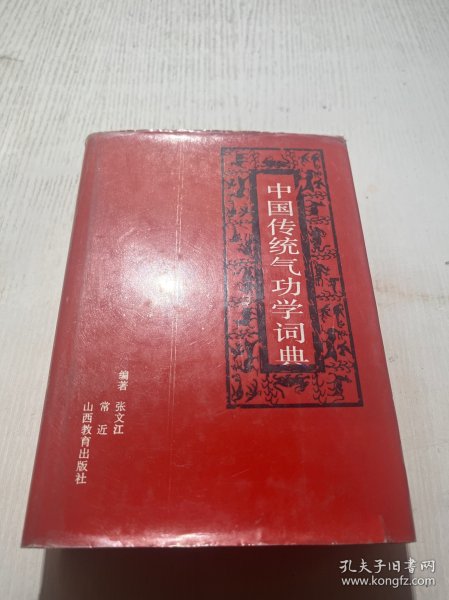 中国传统气功学词典
编著 张文江
常近
山西教育出版社
孔夫子旧书网
www.kongfz.com